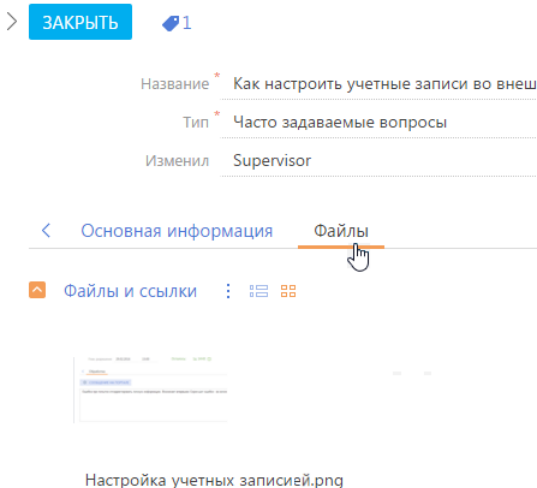 ЗАКРЫТЬ 1
Название * Как настроить учетные записи во внеш
Тип * Часто задаваемые вопросы
Изменил Supervisor
Основная информация Файлы
Файлы и ссылки
Настройка учетных записией.png